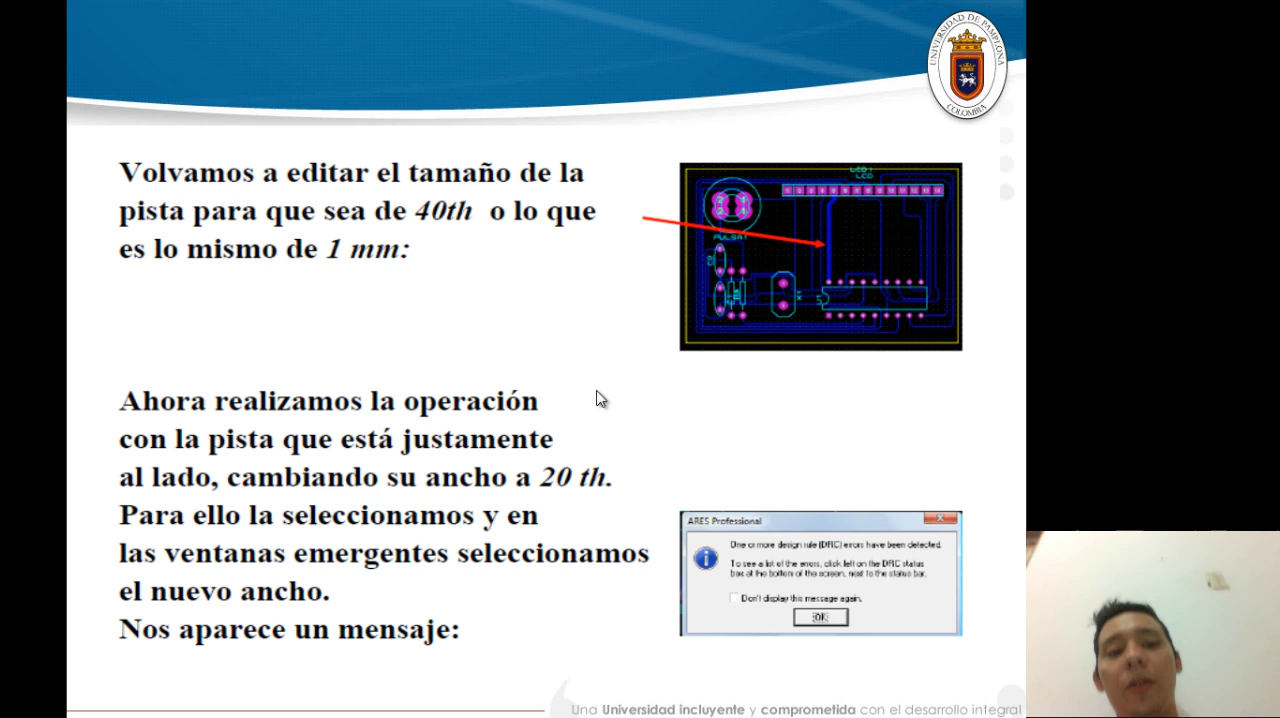 UNIVERSIDAD DE PAMPLONA
COLOMBIA
Volvamos a editar el tamaño de la
pista para que sea de 40th o lo que
es lo mismo de 1 mm:
LCD1
LCD
PULSA1
Ahora realizamos la operación
con la pista que está justamente
al lado, cambiando su ancho a 20 th.
Para ello la seleccionamos y en
las ventanas emergentes seleccionamos
el nuevo ancho.
Nos aparece un mensaje:
ARES Professional
One or more design rule (DRC) errors have been detected.
To see a list of the errors, click left on the DRC status
box at the bottom of the screen, next to the status bar.
Don't display this message again.
OK
Una Universidad incluyente y comprometida con el desarrollo integral